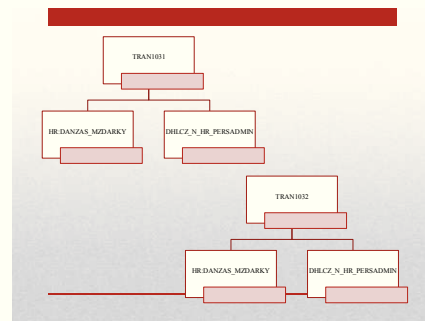 TRAN1031
HR:DANZAS_MZDARKY
DHLCZ_N_HR_PERSADMIN
TRAN1032
HR:DANZAS_MZDARKY
DHLCZ_N_HR_PERSADMIN